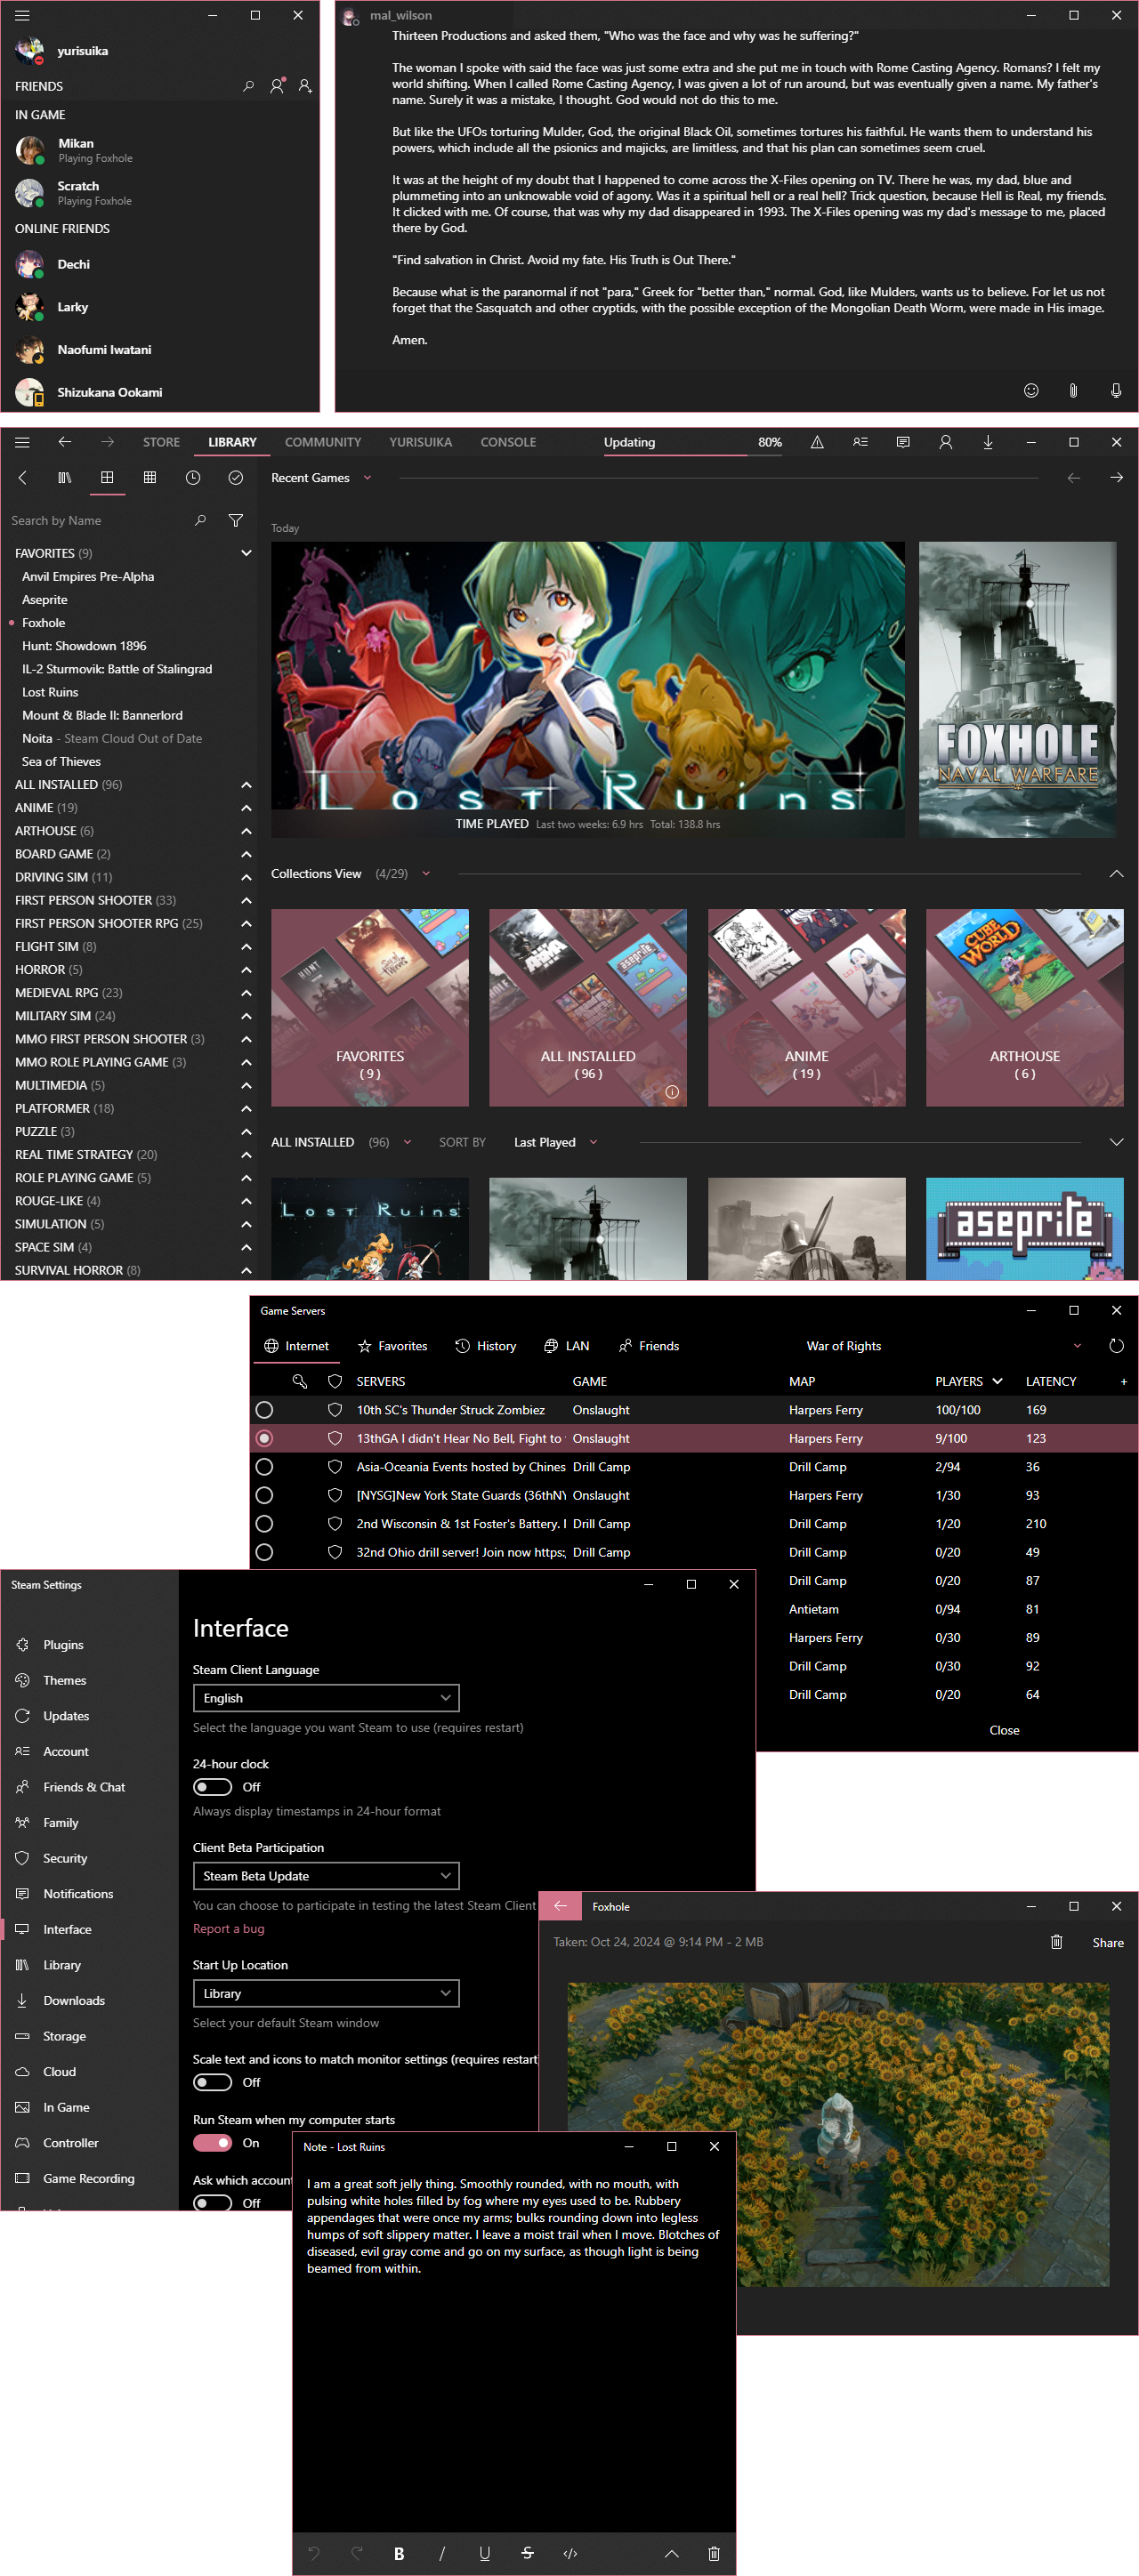 yurisuika
FRIENDS
IN GAME
Mikan
Playing Foxhole
Scratch
Playing Foxhole
ONLINE FRIENDS
Dechi
Larky
Naofumi Iwatani
Shizukana Ookami
mal_wilson
Thirteen Productions and asked them, "Who was the face and why was he suffering?"
The woman I spoke with said the face was just some extra and she put me in touch with Rome Casting Agency. Romans? I felt my
world shifting. When I called Rome Casting Agency, I was given a lot of run around, but was eventually given a name. My father's
name. Surely it was a mistake, I thought. God would not do this to me.
But like the UFOs torturing Mulder, God, the original Black Oil, sometimes tortures his faithful. He wants them to understand his
powers, which include all the psionics and majicks, are limitless, and that his plan can sometimes seem cruel.
It was at the height of my doubt that I happened to come across the X-Files opening on TV. There he was, my dad, blue and
plummeting into an unknowable void of agony. Was it a spiritual hell or a real hell? Trick question, because Hell is Real, my friends.
It clicked with me. Of course, that was why my dad disappeared in 1993. The X-Files opening was my dad's message to me, placed
there by God.
"Find salvation in Christ. Avoid my fate. His Truth is Out There."
Because what is the paranormal if not "para," Greek for "better than," normal. God, like Mulders, wants us to believe. For let us not
forget that the Sasquatch and other cryptids, with the possible exception of the Mongolian Death Worm, were made in His image.
Amen.
STORE LIBRARY COMMUNITY YURISUIKA CONSOLE Updating 80%
Search by Name
FAVORITES (9)
Anvil Empires Pre-Alpha
Aseprite
Foxhole
Hunt: Showdown 1896
IL-2 Sturmovik: Battle of Stalingrad
Lost Ruins
Mount & Blade II: Bannerlord
Noita - Steam Cloud Out of Date
Sea of Thieves
ALL INSTALLED (96)
ANIME (19)
ARTHOUSE (6)
BOARD GAME (2)
DRIVING SIM (11)
FIRST PERSON SHOOTER (33)
FIRST PERSON SHOOTER RPG (25)
FLIGHT SIM (8)
HORROR (5)
MEDIEVAL RPG (23)
MILITARY SIM (24)
MMO FIRST PERSON SHOOTER (3)
MMO ROLE PLAYING GAME (3)
MULTIMEDIA (5)
PLATFORMER (18)
PUZZLE (3)
REAL TIME STRATEGY (20)
ROLE PLAYING GAME (5)
ROUGE-LIKE (4)
SIMULATION (5)
SPACE SIM (4)
SURVIVAL HORROR (8)
Recent Games
Today
LOST RUINS
TIME PLAYED Last two weeks: 6.9 hrs Total: 138.8 hrs
FOXHOLE
NAVAL WARFARE
Collections View (4/29)
HUNT
aseprite
CUBE
WORLD
FAVORITES
( 9 )
ALL INSTALLED
( 96 )
ANIME
( 19 )
ARTHOUSE
( 6 )
ALL INSTALLED (96) SORT BY Last Played
LOST RUINS
aseprite
Game Servers
Internet Favorites History LAN Friends War of Rights
SERVERS GAME MAP PLAYERS LATENCY +
10th SC's Thunder Struck Zombiez Onslaught Harpers Ferry 100/100 169
13thGA I didn't Hear No Bell, Fight to Onslaught Harpers Ferry 9/100 123
Asia-Oceania Events hosted by Chines Drill Camp Drill Camp 2/94 36
[NYSG]New York State Guards (36thNY Onslaught Harpers Ferry 1/30 93
2nd Wisconsin & 1st Foster's Battery. Drill Camp Drill Camp 1/20 210
32nd Ohio drill server! Join now https: Drill Camp Drill Camp 0/20 49
Drill Camp 0/20 87
Antietam 0/94 81
Harpers Ferry 0/30 89
Drill Camp 0/30 92
Drill Camp 0/20 64
Close
Steam Settings
Plugins
Themes
Updates
Account
Friends & Chat
Family
Security
Notifications
Interface
Library
Downloads
Storage
Cloud
In Game
Controller
Game Recording
Interface
Steam Client Language
English
Select the language you want Steam to use (requires restart)
24-hour clock
Off
Always display timestamps in 24-hour format
Client Beta Participation
Steam Beta Update
You can choose to participate in testing the latest Steam Client
Report a bug
Start Up Location
Library
Select your default Steam window
Scale text and icons to match monitor settings (requires restart
Off
Run Steam when my computer starts
On
Ask which account
Off
Foxhole
Taken: Oct 24, 2024 @ 9:14 PM - 2 MB
Share
Note - Lost Ruins
I am a great soft jelly thing. Smoothly rounded, with no mouth, with
pulsing white holes filled by fog where my eyes used to be. Rubbery
appendages that were once my arms; bulks rounding down into legless
humps of soft slippery matter. I leave a moist trail when I move. Blotches of
diseased, evil gray come and go on my surface, as though light is being
beamed from within.
B / U S </>